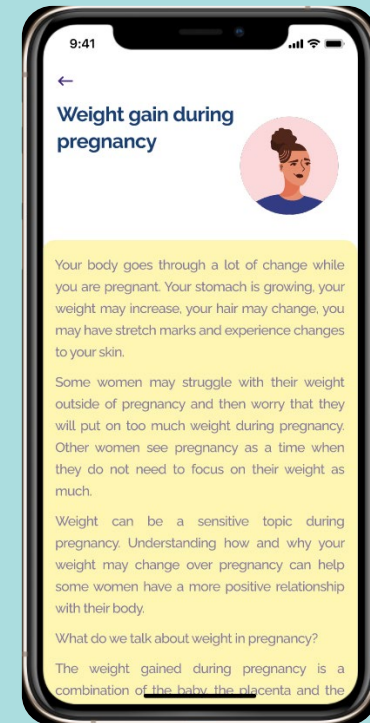 9:41
Weight gain during
pregnancy
Your body goes through a lot of change while
you are pregnant. Your stomach is growing, your
weight may increase, your hair may change, you
may have stretch marks and experience changes
to your skin.
Some women may struggle with their weight
outside of pregnancy and then worry that they
will put on too much weight during pregnancy.
Other women see pregnancy as a time when
they do not need to focus on their weight as
much.
Weight can be a sensitive topic during
pregnancy. Understanding how and why your
weight may change over pregnancy can help
some women have a more positive relationship
with their body.
What do we talk about weight in pregnancy?
The weight gained during pregnancy is a
combination of the baby, the placenta and the